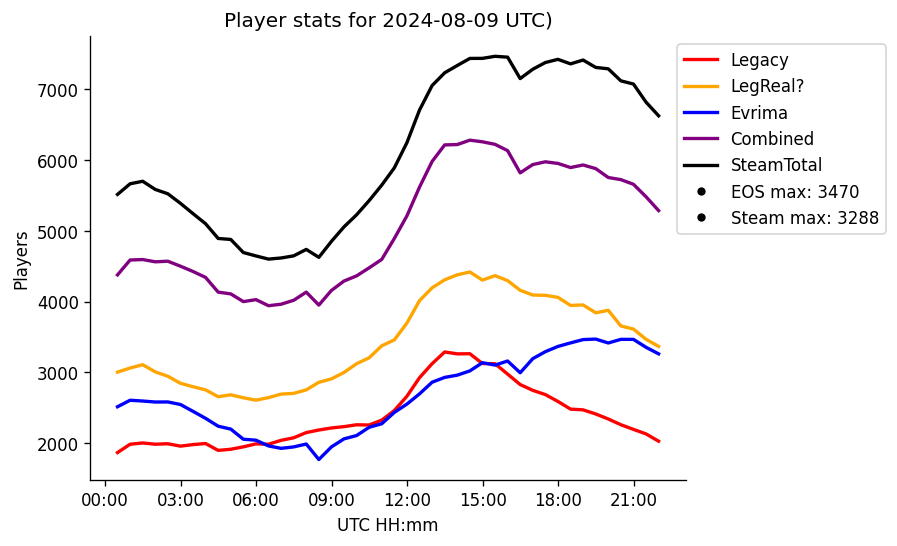 Player stats for 2024-08-09 UTC)
Legacy
LegReal?
Evrima
Combined
SteamTotal
EOS max: 3470
Steam max: 3288
Players
7000
6000
5000
4000
3000
2000
00:00 03:00 06:00 09:00 12:00 15:00 18:00 21:00
UTC HH:mm